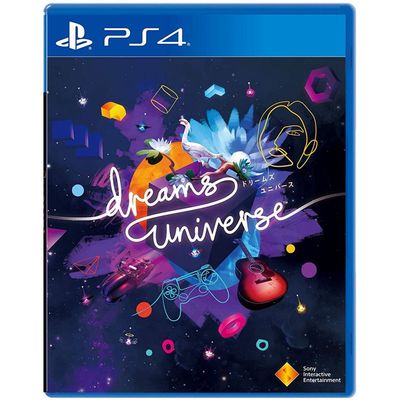 PS4
dreams
ドリームズ
ユニバース
universe
Sony
Interactive
Entertainment